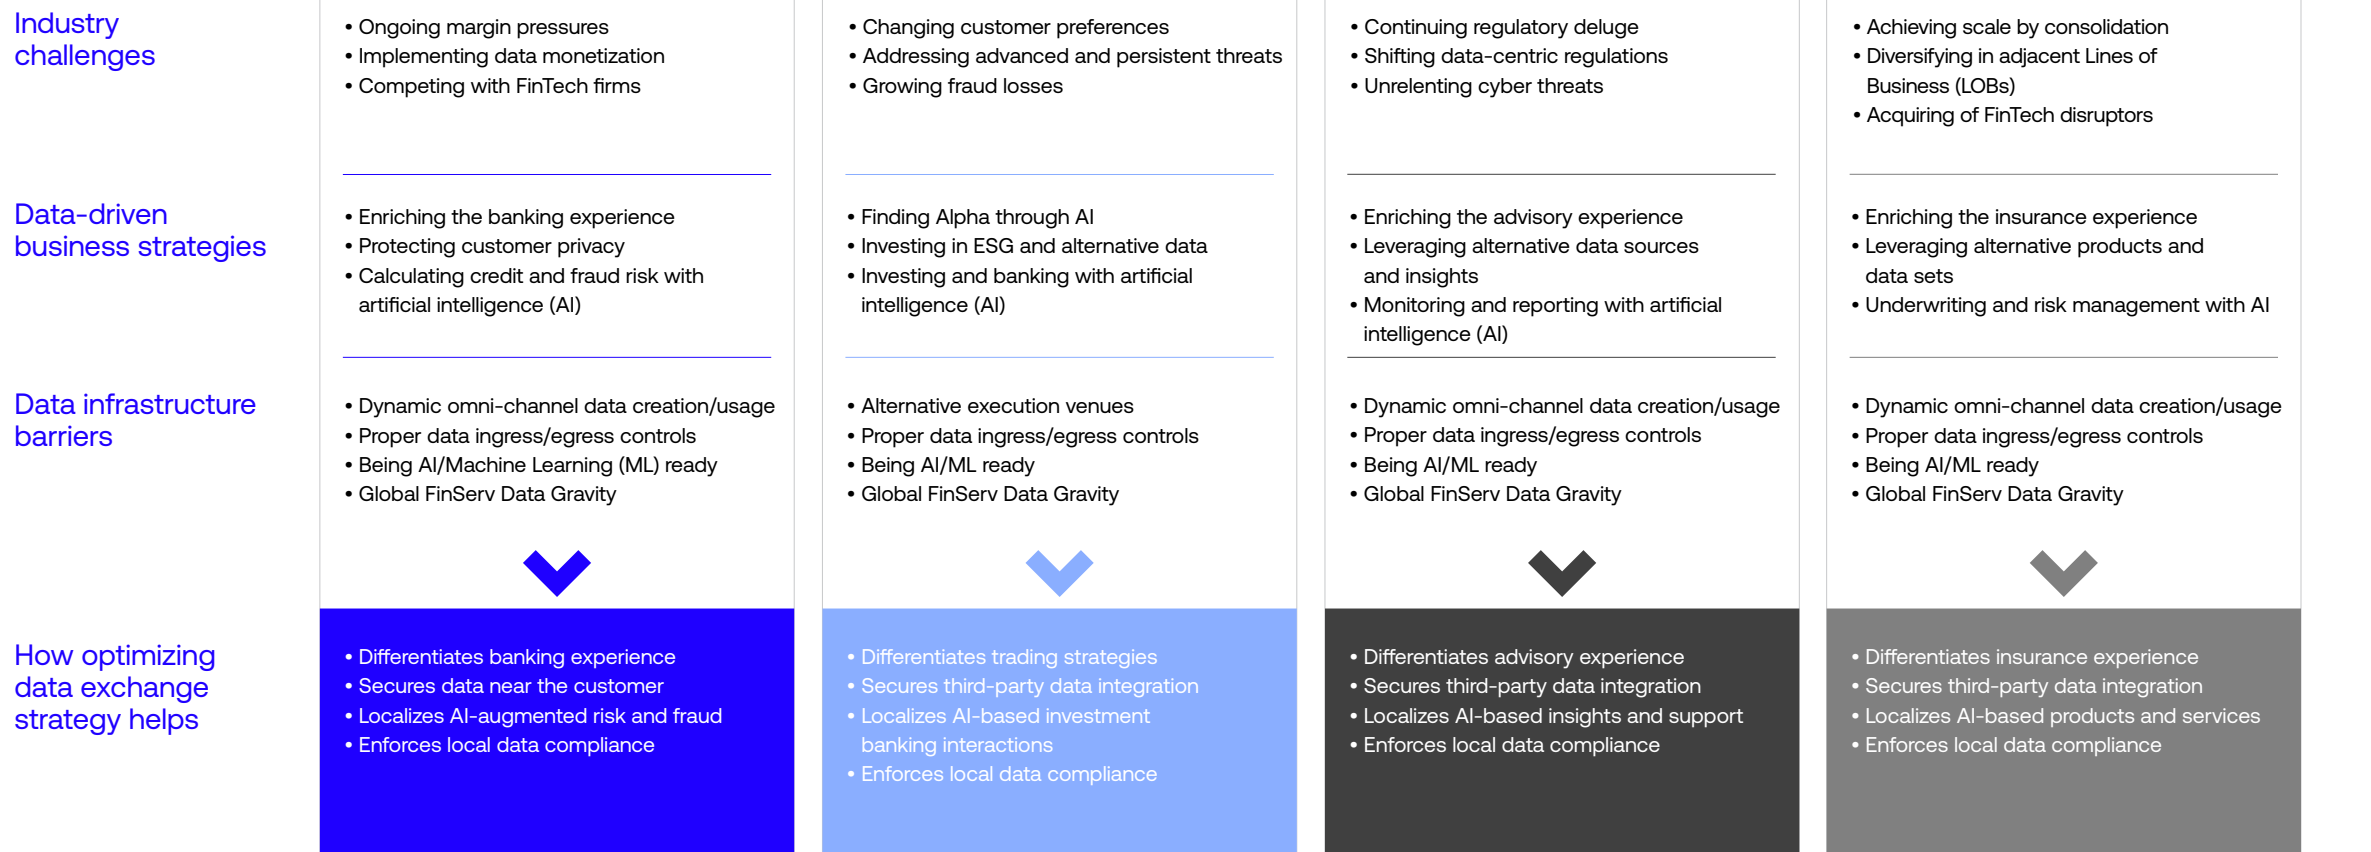 Industry
challenges
• Ongoing margin pressures
• Implementing data monetization
• Competing with FinTech firms
• Changing customer preferences
• Addressing advanced and persistent threats
• Growing fraud losses
• Continuing regulatory deluge
• Shifting data-centric regulations
• Unrelenting cyber threats
• Achieving scale by consolidation
• Diversifying in adjacent Lines of
Business (LOBs)
• Acquiring of FinTech disruptors
Data-driven
business strategies
• Enriching the banking experience
• Protecting customer privacy
• Calculating credit and fraud risk with
artificial intelligence (AI)
• Finding Alpha through AI
• Investing in ESG and alternative data
• Investing and banking with artificial
intelligence (AI)
• Enriching the advisory experience
• Leveraging alternative data sources
and insights
• Monitoring and reporting with artificial
intelligence (AI)
• Enriching the insurance experience
• Leveraging alternative products and
data sets
• Underwriting and risk management with AI
Data infrastructure
barriers
• Dynamic omni-channel data creation/usage
• Proper data ingress/egress controls
• Being AI/Machine Learning (ML) ready
• Global FinServ Data Gravity
• Alternative execution venues
• Proper data ingress/egress controls
• Being AI/ML ready
• Global FinServ Data Gravity
• Dynamic omni-channel data creation/usage
• Proper data ingress/egress controls
• Being AI/ML ready
• Global FinServ Data Gravity
• Dynamic omni-channel data creation/usage
• Proper data ingress/egress controls
• Being AI/ML ready
• Global FinServ Data Gravity
How optimizing
data exchange
strategy helps
• Differentiates banking experience
• Secures data near the customer
• Localizes AI-augmented risk and fraud
• Enforces local data compliance
• Differentiates trading strategies
• Secures third-party data integration
• Localizes AI-based investment
banking interactions
• Enforces local data compliance
• Differentiates advisory experience
• Secures third-party data integration
• Localizes AI-based insights and support
• Enforces local data compliance
• Differentiates insurance experience
• Secures third-party data integration
• Localizes AI-based products and services
• Enforces local data compliance